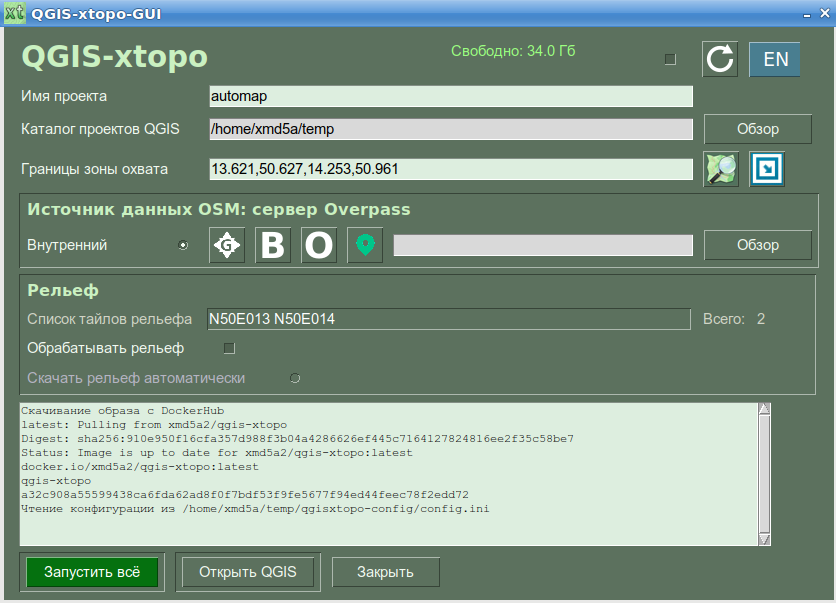 xt QGIS-xtopo-GUI
QGIS-xtopo
Свободно: 34.0 Гб
EN
Имя проекта
automap
Каталог проектов QGIS
/home/xmd5a/temp
Обзор
Границы зоны охвата
13.621,50.627,14.253,50.961
Источник данных OSM: сервер Overpass
Внутренний
G
B
O
Обзор
Рельеф
Список тайлов рельефа
N50E013 N50E014
Всего: 2
Обрабатывать рельеф
Скачать рельеф автоматически
Скачивание образа с DockerHub
latest: Pulling from xmd5a2/qgis-xtopo
Digest: sha256:910e950f16cfa357d988f3b04a4286626ef445c7164127824816ee2f35c58be7
Status: Image is up to date for xmd5a2/qgis-xtopo:latest
docker.io/xmd5a2/qgis-xtopo:latest
qgis-xtopo
a32c908a55599438ca6fda62ad8f0f7bdf53f9fe5677f94ed44feec78f2edd72
Чтение конфигурации из /home/xmd5a/temp/qgisxtopo-config/config.ini
Запустить всё
Открыть QGIS
Закрыть